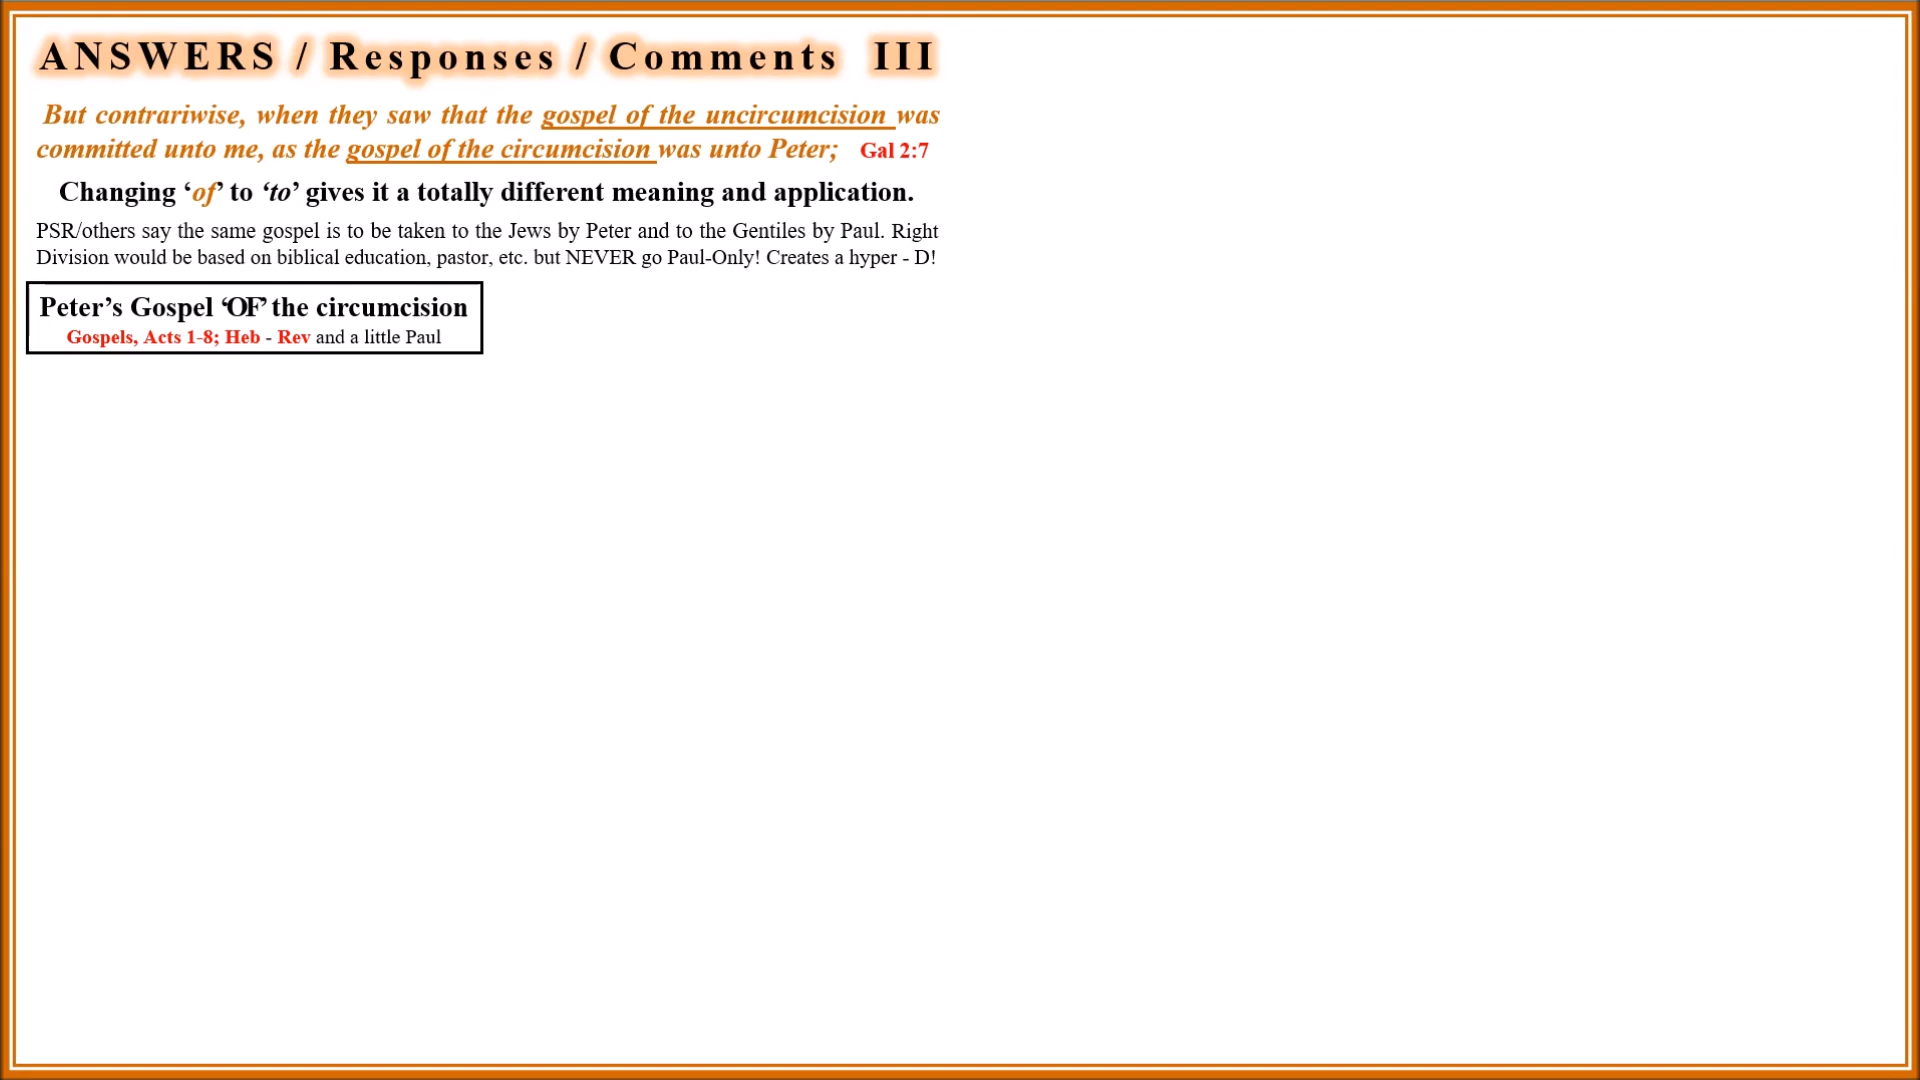 ANSWERS / Responses / Comments III
But contrariwise, when they saw that the gospel of the uncircumcision was
committed unto me, as the gospel of the circumcision was unto Peter; Gal 2:7
Changing ‘of’ to ‘to’ gives it a totally different meaning and application.
PSR/others say the same gospel is to be taken to the Jews by Peter and to the Gentiles by Paul. Right
Division would be based on biblical education, pastor, etc. but NEVER go Paul-Only! Creates a hyper - D!
Peter’s Gospel ‘OF’ the circumcision
Gospels, Acts 1-8; Heb - Rev and a little Paul